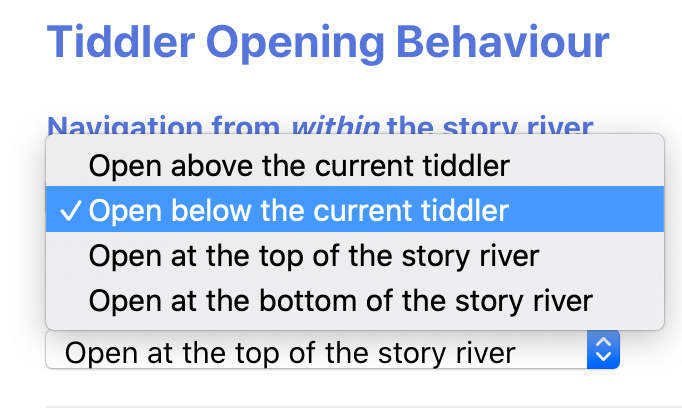 Tiddler Opening Behaviour
Navigation from within the story river
Open above the current tiddler
✓ Open below the current tiddler
Open at the top of the story river
Open at the bottom of the story river
Open at the top of the story river